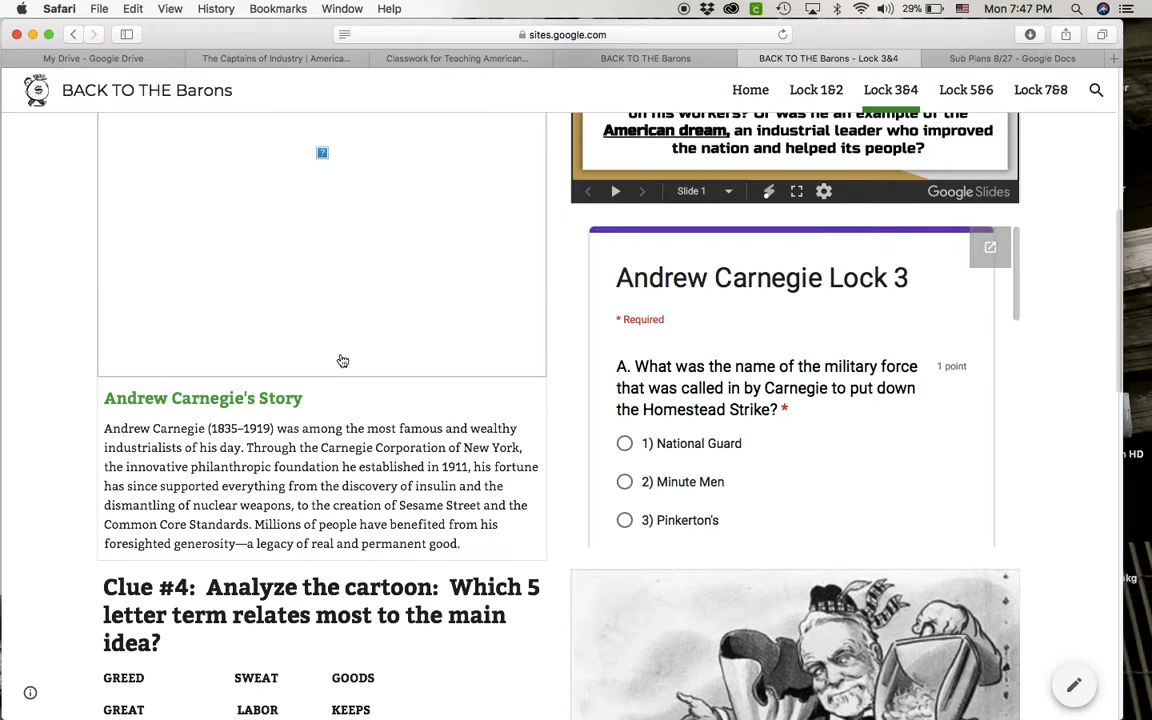 Safari File Edit View History Bookmarks Window Help 29% Mon 7:47 PM
sites.google.com
My Drive - Google Drive
The Captains of Industry | America...
Classwork for Teaching American...
BACK TO THE Barons
BACK TO THE Barons - Lock 3&4
Sub Plans 8/27 - Google Docs
BACK TO THE Barons
Home Lock 1&2 Lock 3&4 Lock 5&6 Lock 7&8
on his workers? Or was he an example of the
American dream, an industrial leader who improved
the nation and helped its people?
Slide 1
Google Slides
Andrew Carnegie Lock 3
* Required
A. What was the name of the military force
that was called in by Carnegie to put down
the Homestead Strike? *
1 point
1) National Guard
2) Minute Men
3) Pinkerton's
Andrew Carnegie's Story
Andrew Carnegie (1835–1919) was among the most famous and wealthy
industrialists of his day. Through the Carnegie Corporation of New York,
the innovative philanthropic foundation he established in 1911, his fortune
has since supported everything from the discovery of insulin and the
dismantling of nuclear weapons, to the creation of Sesame Street and the
Common Core Standards. Millions of people have benefited from his
foresighted generosity—a legacy of real and permanent good.
Clue #4: Analyze the cartoon: Which 5
letter term relates most to the main
idea?
GREED SWEAT GOODS
GREAT LABOR KEEPS